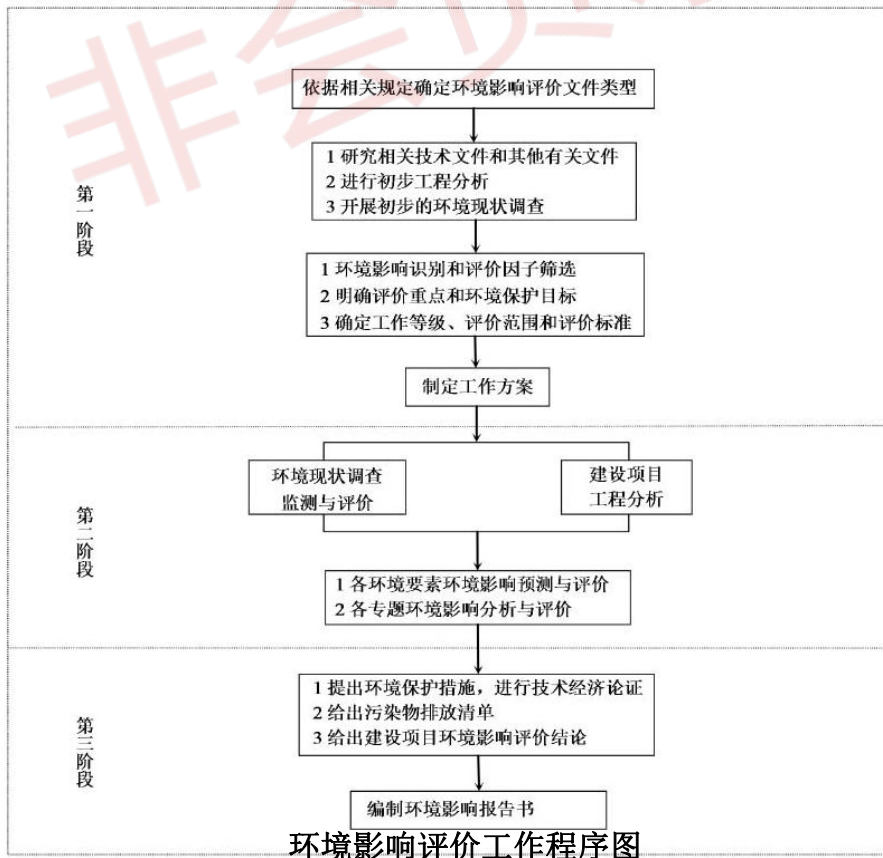 非会员
依据相关规定确定环境影响评价文件类型
第一阶段
1 研究相关技术文件和其他有关文件
2 进行初步工程分析
3 开展初步的环境现状调查
1 环境影响识别和评价因子筛选
2 明确评价重点和环境保护目标
3 确定工作等级、评价范围和评价标准
制定工作方案
第二阶段
环境现状调查
监测与评价
建设项目
工程分析
1 各环境要素环境影响预测与评价
2 各专题环境影响分析与评价
第三阶段
1 提出环境保护措施，进行技术经济论证
2 给出污染物排放清单
3 给出建设项目环境影响评价结论
编制环境影响报告书
环境影响评价工作程序图